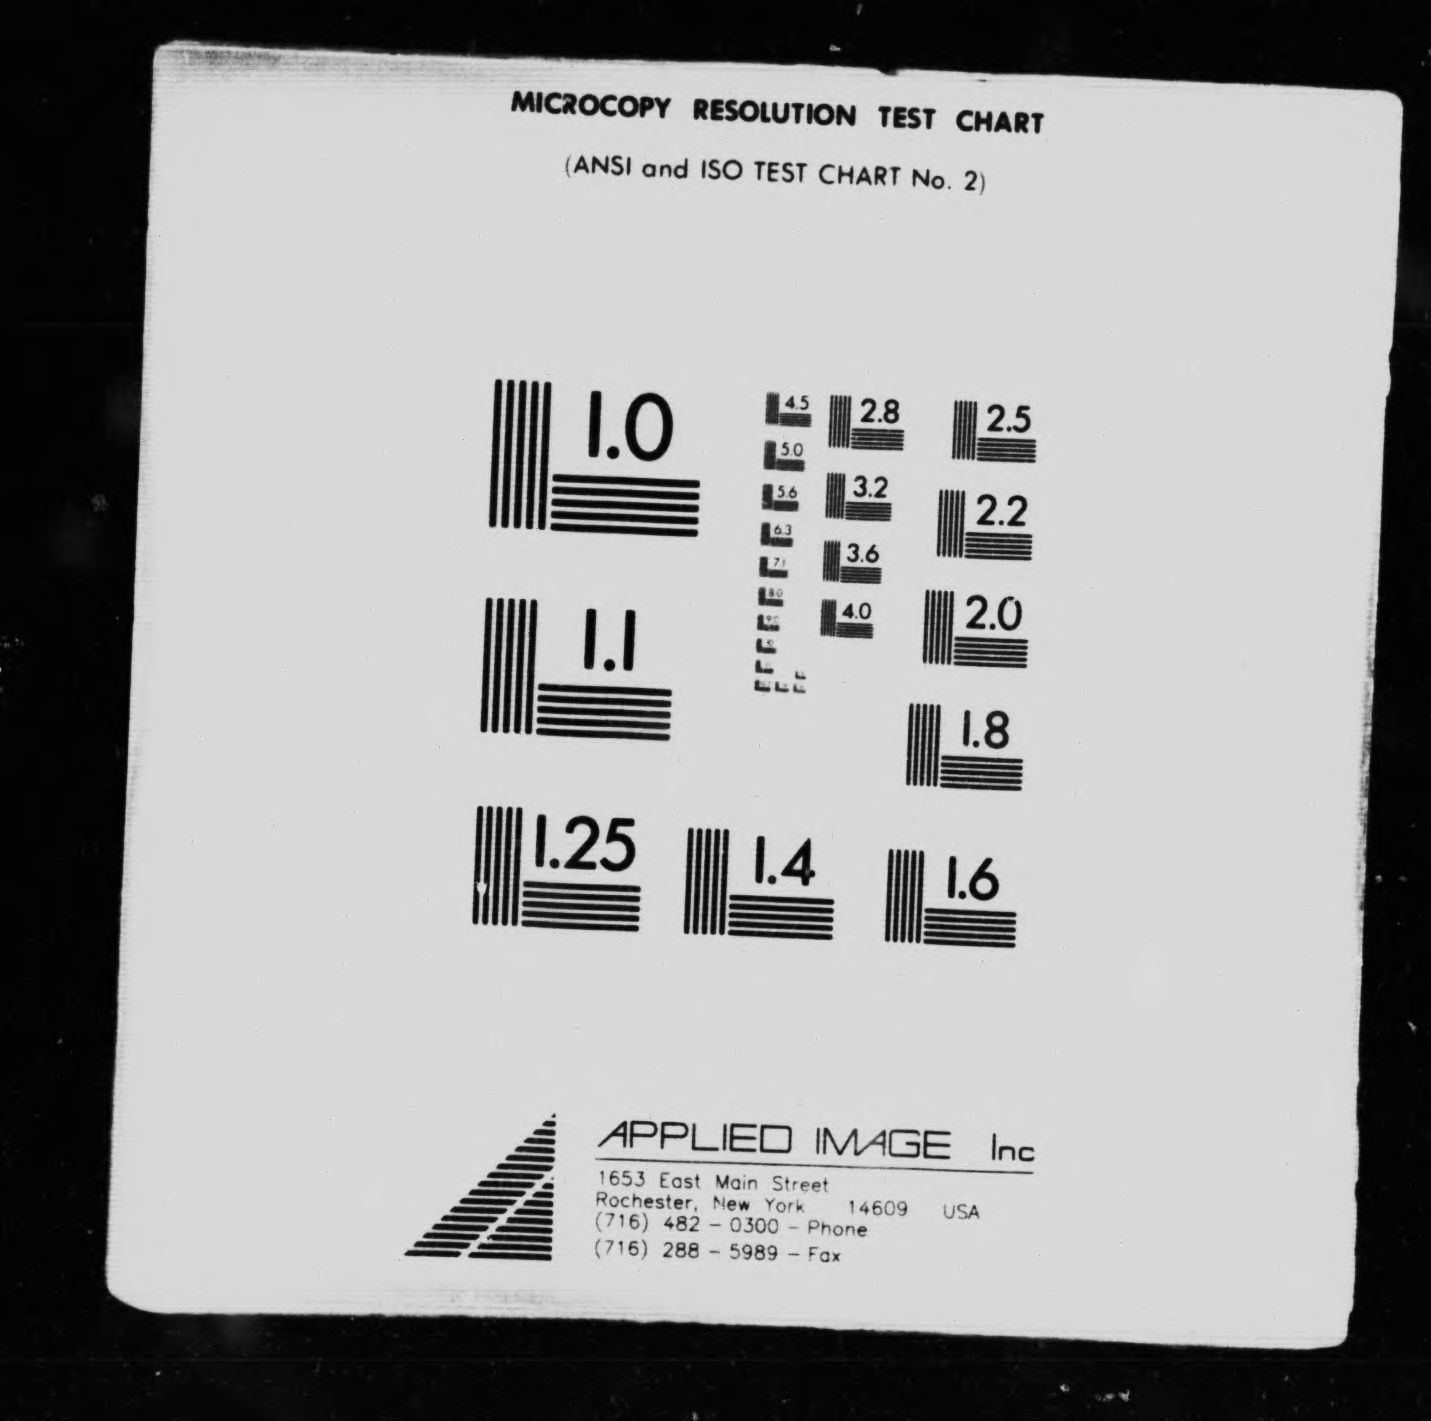 MICROCOPY RESOLUTION TEST CHART
(ANSI and ISO TEST CHART No. 2)
1.0
1.1
1.25
1.4
1.6
1.8
2.0
2.2
2.5
2.8
3.2
3.6
4.0
4.5
5.0
5.6
6.3
7.1
8.0
APPLIED IMAGE Inc
1653 East Main Street
Rochester, New York 14609 USA
(716) 482 - 0300 - Phone
(716) 288 - 5989 - Fax